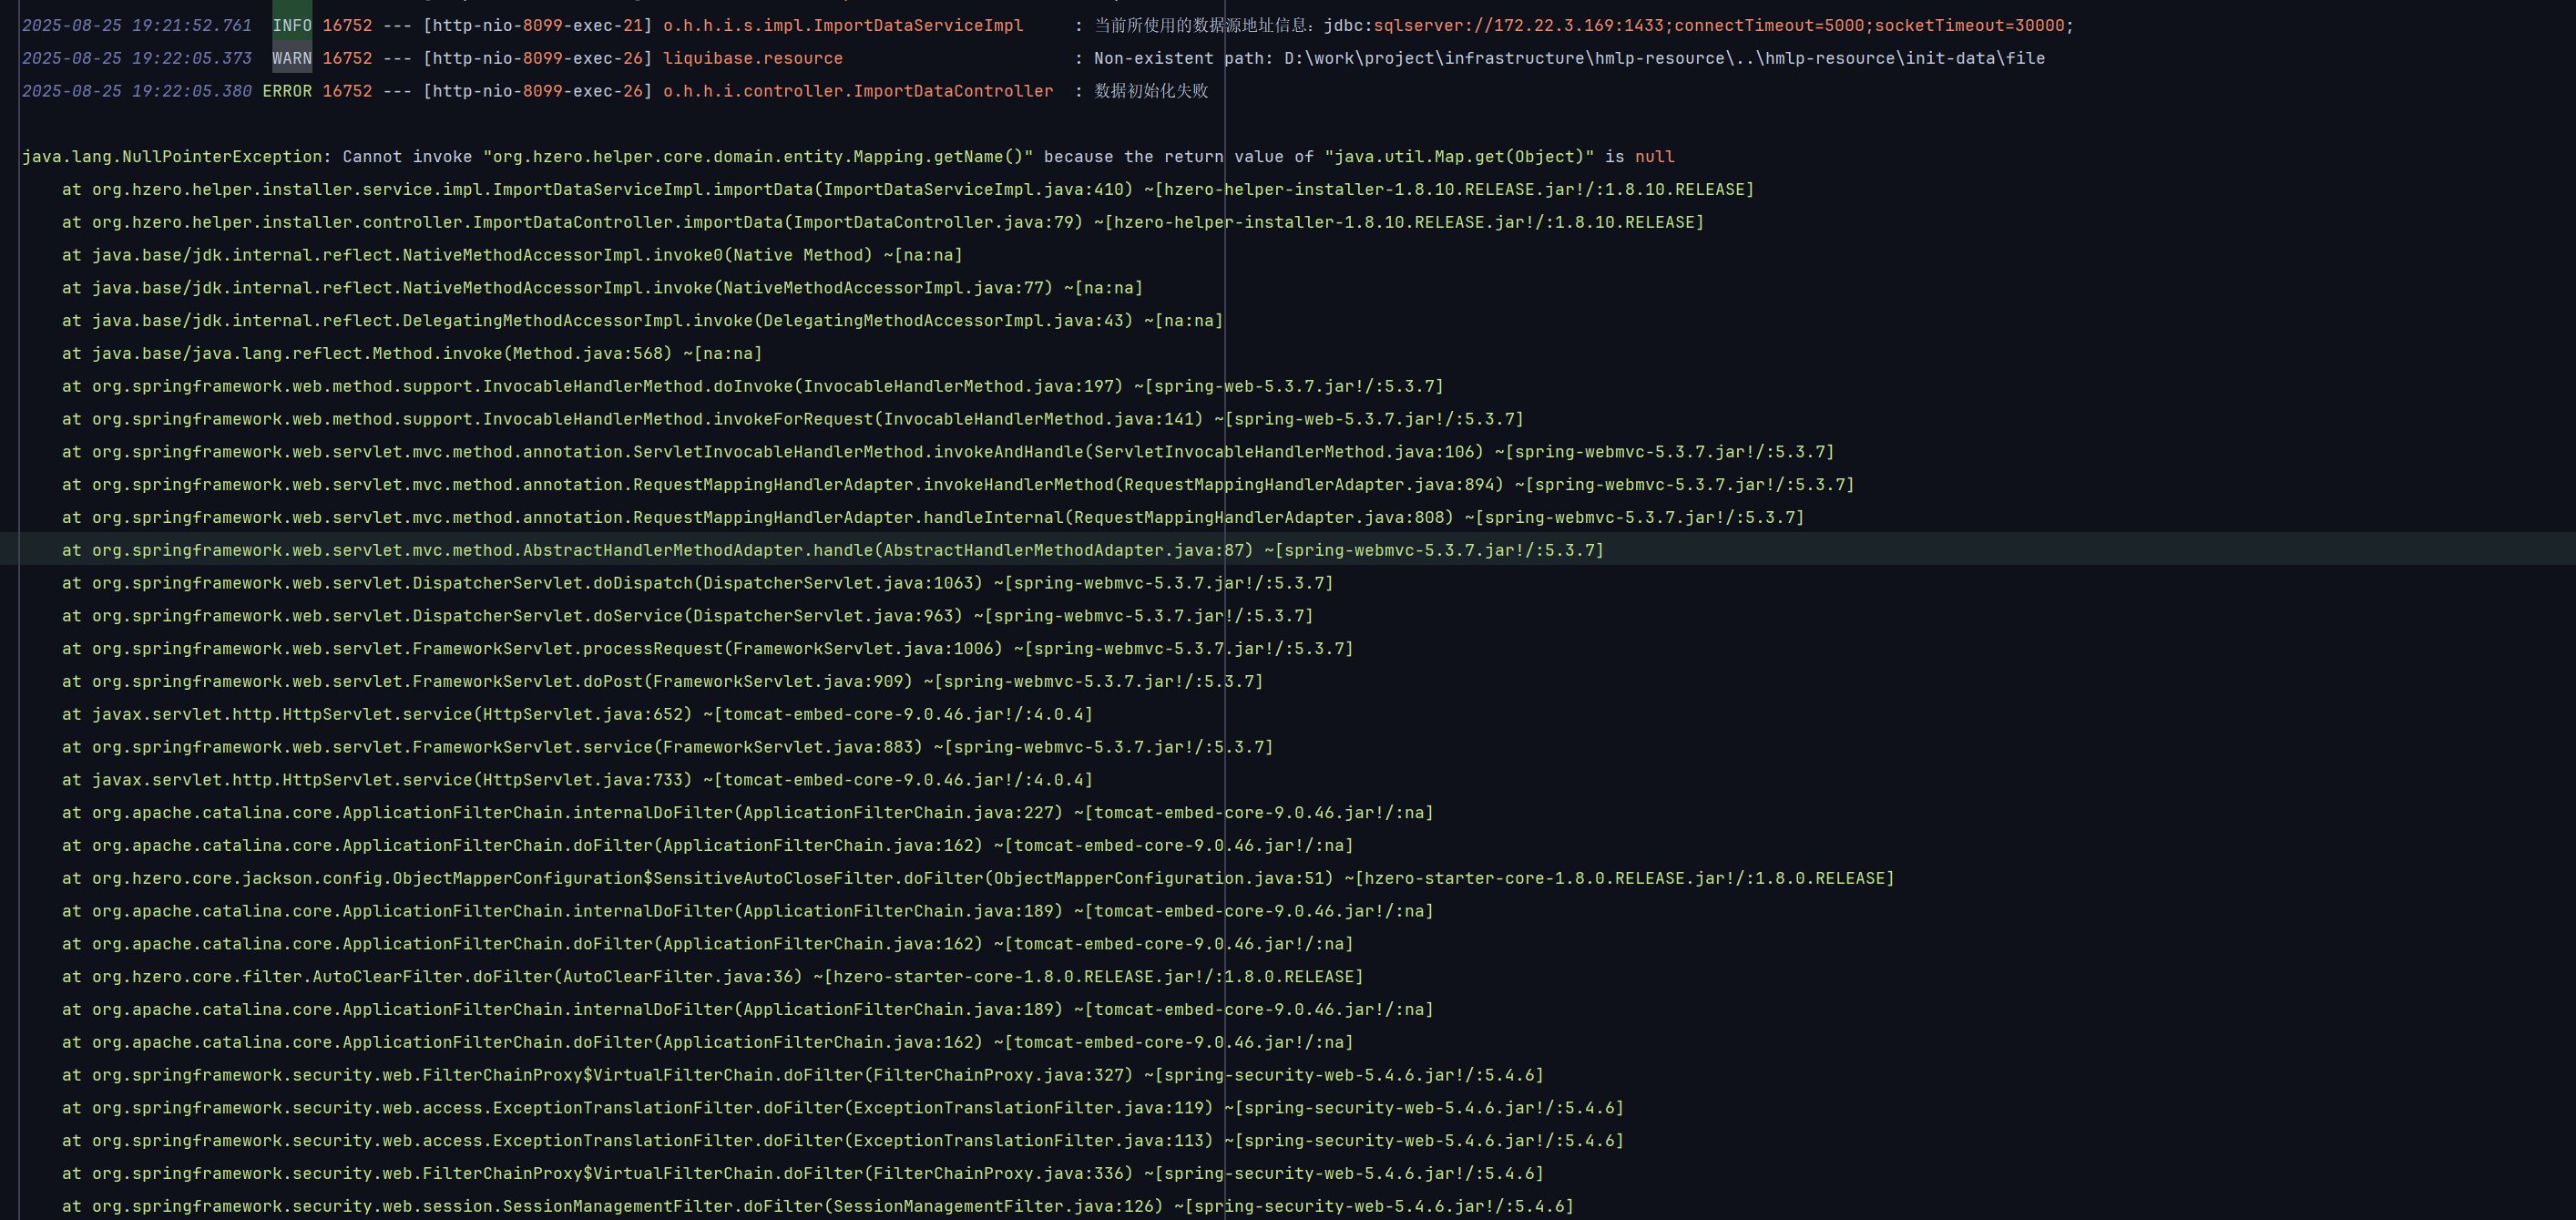 2025-08-25 19:21:52.761  INFO 16752 --- [http-nio-8099-exec-21] o.h.h.i.s.impl.ImportDataServiceImpl     : 当前所使用的数据源地址信息：jdbc:sqlserver://172.22.3.169:1433;connectTimeout=5000;socketTimeout=30000;
2025-08-25 19:22:05.373  WARN 16752 --- [http-nio-8099-exec-26] liquibase.resource                       : Non-existent path: D:\work\project\infrastructure\hmlp-resource\..\hmlp-resource\init-data\file
2025-08-25 19:22:05.380 ERROR 16752 --- [http-nio-8099-exec-26] o.h.h.i.controller.ImportDataController  : 数据初始化失败
java.lang.NullPointerException: Cannot invoke "org.hzero.helper.core.domain.entity.Mapping.getName()" because the return value of "java.util.Map.get(Object)" is null
    at org.hzero.helper.installer.service.impl.ImportDataServiceImpl.importData(ImportDataServiceImpl.java:410) ~[hzero-helper-installer-1.8.10.RELEASE.jar!/:1.8.10.RELEASE]
    at org.hzero.helper.installer.controller.ImportDataController.importData(ImportDataController.java:79) ~[hzero-helper-installer-1.8.10.RELEASE.jar!/:1.8.10.RELEASE]
    at java.base/jdk.internal.reflect.NativeMethodAccessorImpl.invoke0(Native Method) ~[na:na]
    at java.base/jdk.internal.reflect.NativeMethodAccessorImpl.invoke(NativeMethodAccessorImpl.java:77) ~[na:na]
    at java.base/jdk.internal.reflect.DelegatingMethodAccessorImpl.invoke(DelegatingMethodAccessorImpl.java:43) ~[na:na]
    at java.base/java.lang.reflect.Method.invoke(Method.java:568) ~[na:na]
    at org.springframework.web.method.support.InvocableHandlerMethod.doInvoke(InvocableHandlerMethod.java:197) ~[spring-web-5.3.7.jar!/:5.3.7]
    at org.springframework.web.method.support.InvocableHandlerMethod.invokeForRequest(InvocableHandlerMethod.java:141) ~[spring-web-5.3.7.jar!/:5.3.7]
    at org.springframework.web.servlet.mvc.method.annotation.ServletInvocableHandlerMethod.invokeAndHandle(ServletInvocableHandlerMethod.java:106) ~[spring-webmvc-5.3.7.jar!/:5.3.7]
    at org.springframework.web.servlet.mvc.method.annotation.RequestMappingHandlerAdapter.invokeHandlerMethod(RequestMappingHandlerAdapter.java:894) ~[spring-webmvc-5.3.7.jar!/:5.3.7]
    at org.springframework.web.servlet.mvc.method.annotation.RequestMappingHandlerAdapter.handleInternal(RequestMappingHandlerAdapter.java:808) ~[spring-webmvc-5.3.7.jar!/:5.3.7]
    at org.springframework.web.servlet.mvc.method.AbstractHandlerMethodAdapter.handle(AbstractHandlerMethodAdapter.java:87) ~[spring-webmvc-5.3.7.jar!/:5.3.7]
    at org.springframework.web.servlet.DispatcherServlet.doDispatch(DispatcherServlet.java:1063) ~[spring-webmvc-5.3.7.jar!/:5.3.7]
    at org.springframework.web.servlet.DispatcherServlet.doService(DispatcherServlet.java:963) ~[spring-webmvc-5.3.7.jar!/:5.3.7]
    at org.springframework.web.servlet.FrameworkServlet.processRequest(FrameworkServlet.java:1006) ~[spring-webmvc-5.3.7.jar!/:5.3.7]
    at org.springframework.web.servlet.FrameworkServlet.doPost(FrameworkServlet.java:909) ~[spring-webmvc-5.3.7.jar!/:5.3.7]
    at javax.servlet.http.HttpServlet.service(HttpServlet.java:652) ~[tomcat-embed-core-9.0.46.jar!/:4.0.4]
    at org.springframework.web.servlet.FrameworkServlet.service(FrameworkServlet.java:883) ~[spring-webmvc-5.3.7.jar!/:5.3.7]
    at javax.servlet.http.HttpServlet.service(HttpServlet.java:733) ~[tomcat-embed-core-9.0.46.jar!/:4.0.4]
    at org.apache.catalina.core.ApplicationFilterChain.internalDoFilter(ApplicationFilterChain.java:227) ~[tomcat-embed-core-9.0.46.jar!/:na]
    at org.apache.catalina.core.ApplicationFilterChain.doFilter(ApplicationFilterChain.java:162) ~[tomcat-embed-core-9.0.46.jar!/:na]
    at org.hzero.core.jackson.config.ObjectMapperConfiguration$SensitiveAutoCloseFilter.doFilter(ObjectMapperConfiguration.java:51) ~[hzero-starter-core-1.8.0.RELEASE.jar!/:1.8.0.RELEASE]
    at org.apache.catalina.core.ApplicationFilterChain.internalDoFilter(ApplicationFilterChain.java:189) ~[tomcat-embed-core-9.0.46.jar!/:na]
    at org.apache.catalina.core.ApplicationFilterChain.doFilter(ApplicationFilterChain.java:162) ~[tomcat-embed-core-9.0.46.jar!/:na]
    at org.hzero.core.filter.AutoClearFilter.doFilter(AutoClearFilter.java:36) ~[hzero-starter-core-1.8.0.RELEASE.jar!/:1.8.0.RELEASE]
    at org.apache.catalina.core.ApplicationFilterChain.internalDoFilter(ApplicationFilterChain.java:189) ~[tomcat-embed-core-9.0.46.jar!/:na]
    at org.apache.catalina.core.ApplicationFilterChain.doFilter(ApplicationFilterChain.java:162) ~[tomcat-embed-core-9.0.46.jar!/:na]
    at org.springframework.security.web.FilterChainProxy$VirtualFilterChain.doFilter(FilterChainProxy.java:327) ~[spring-security-web-5.4.6.jar!/:5.4.6]
    at org.springframework.security.web.access.ExceptionTranslationFilter.doFilter(ExceptionTranslationFilter.java:119) ~[spring-security-web-5.4.6.jar!/:5.4.6]
    at org.springframework.security.web.access.ExceptionTranslationFilter.doFilter(ExceptionTranslationFilter.java:113) ~[spring-security-web-5.4.6.jar!/:5.4.6]
    at org.springframework.security.web.FilterChainProxy$VirtualFilterChain.doFilter(FilterChainProxy.java:336) ~[spring-security-web-5.4.6.jar!/:5.4.6]
    at org.springframework.security.web.session.SessionManagementFilter.doFilter(SessionManagementFilter.java:126) ~[spring-security-web-5.4.6.jar!/:5.4.6]